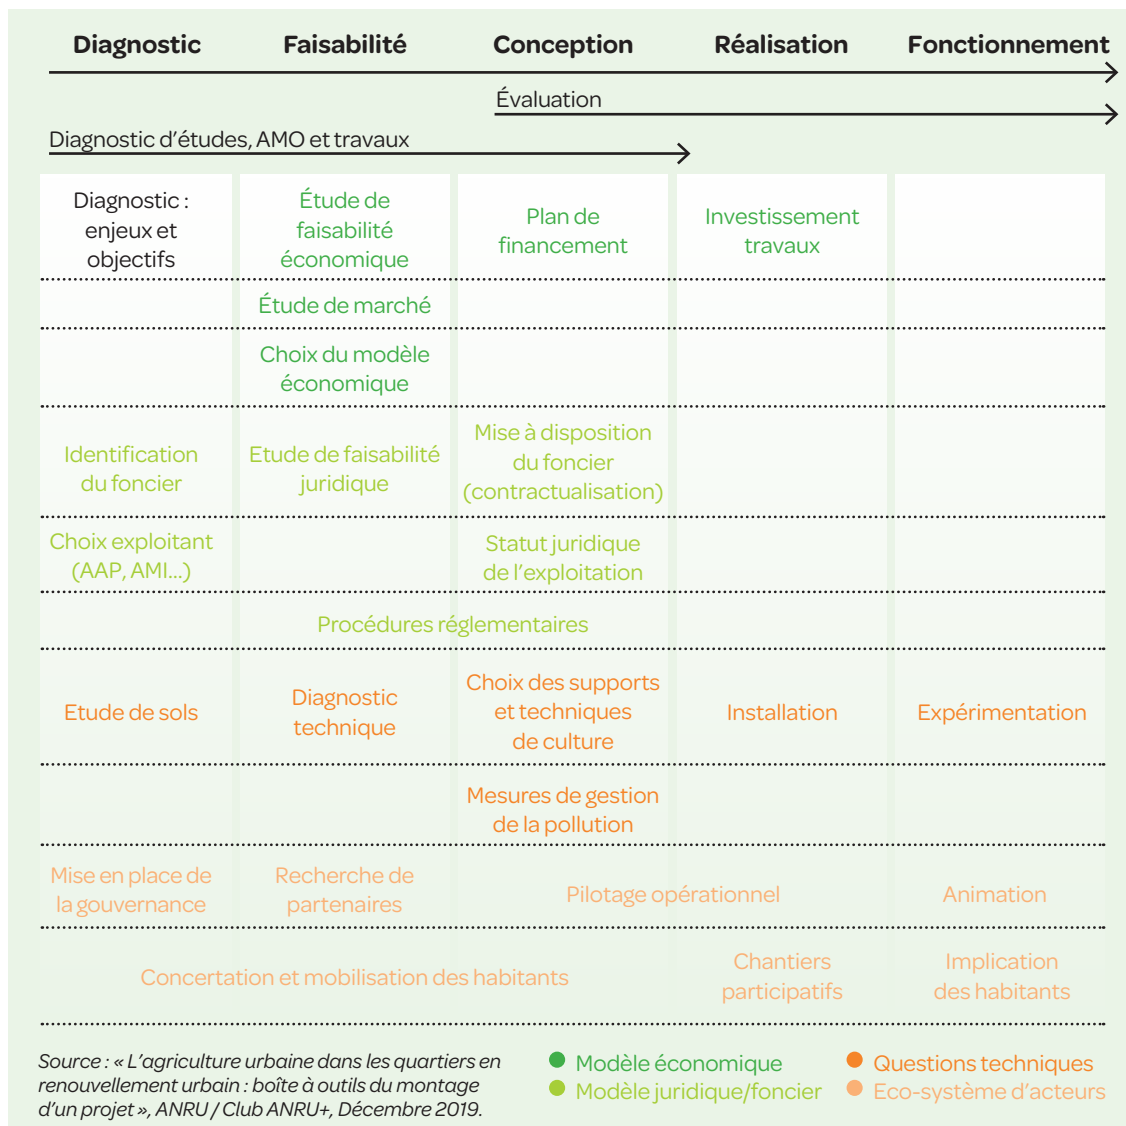 Diagnostic Faisabilité Conception Réalisation Fonctionnement
Évaluation
Diagnostic d'études, AMO et travaux
Diagnostic :
enjeux et
objectifs
Étude de
faisabilité
économique
Plan de
financement
Investissement
travaux
Étude de marché
Choix du modèle
économique
Identification
du foncier
Etude de faisabilité
juridique
Mise à disposition
du foncier
(contractualisation)
Choix exploitant
(AAP, AMI...)
Statut juridique
de l'exploitation
Procédures réglementaires
Etude de sols
Diagnostic
technique
Choix des supports
et techniques
de culture
Installation
Expérimentation
Mesures de gestion
de la pollution
Mise en place de
la gouvernance
Recherche de
partenaires
Pilotage opérationnel
Animation
Concertation et mobilisation des habitants
Chantiers
participatifs
Implication
des habitants
Source : « L'agriculture urbaine dans les quartiers en
renouvellement urbain : boîte à outils du montage
d'un projet », ANRU / Club ANRU+, Décembre 2019.
Modèle économique
Modèle juridique/foncier
Questions techniques
Eco-système d'acteurs